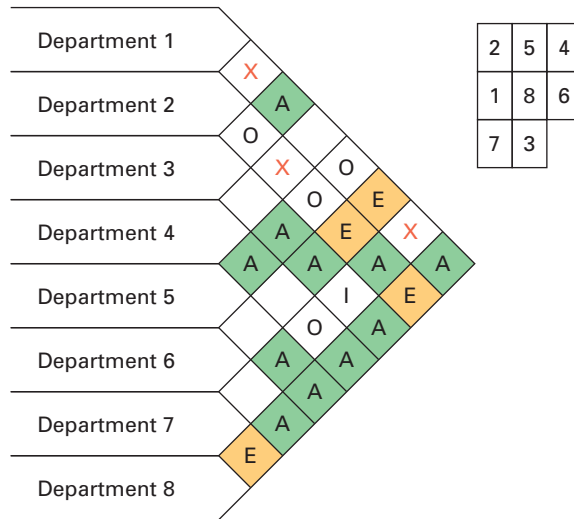 Department 1
X
Department 2 A
O
Department 3 X O
O E
Department 4 A E X
A A A A
Department 5 I E
O A
Department 6 A A
A
Department 7 A
E
Department 8
2 5 4
1 8 6
7 3